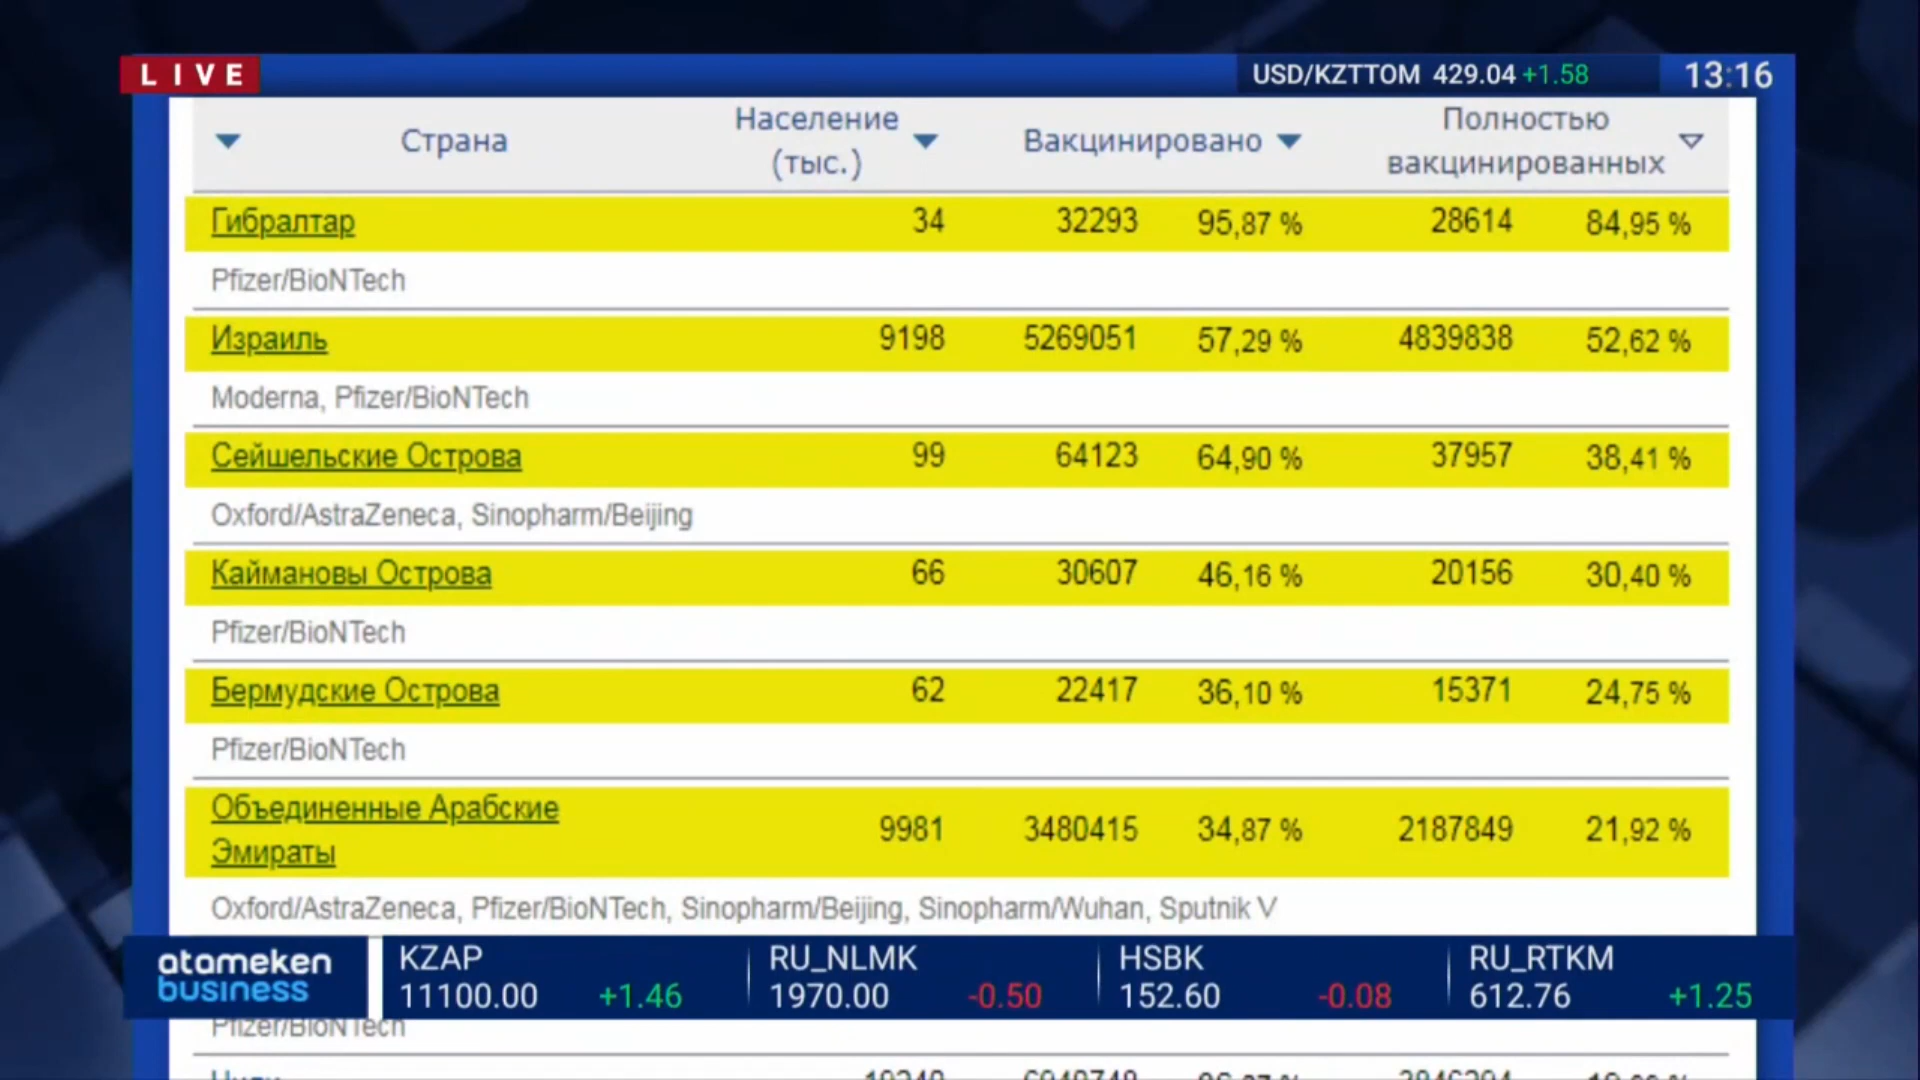 LIVE
USD/KZTTOM 429.04 +1.58
13:16
Страна Население (тыс.) Вакцинировано Полностью вакцинированных
Гибралтар 34 32293 95,87 % 28614 84,95 %
Pfizer/BioNTech
Израиль 9198 5269051 57,29 % 4839838 52,62 %
Moderna, Pfizer/BioNTech
Сейшельские Острова 99 64123 64,90 % 37957 38,41 %
Oxford/AstraZeneca, Sinopharm/Beijing
Каймановы Острова 66 30607 46,16 % 20156 30,40 %
Pfizer/BioNTech
Бермудские Острова 62 22417 36,10 % 15371 24,75 %
Pfizer/BioNTech
Объединенные Арабские
Эмираты 9981 3480415 34,87 % 2187849 21,92 %
Oxford/AstraZeneca, Pfizer/BioNTech, Sinopharm/Beijing, Sinopharm/Wuhan, Sputnik V
atameken
business
KZAP RU_NLMK HSBK RU_RTKM
11100.00 +1.46 1970.00 -0.50 152.60 -0.08 612.76 +1.25
Pfizer/BioNTech